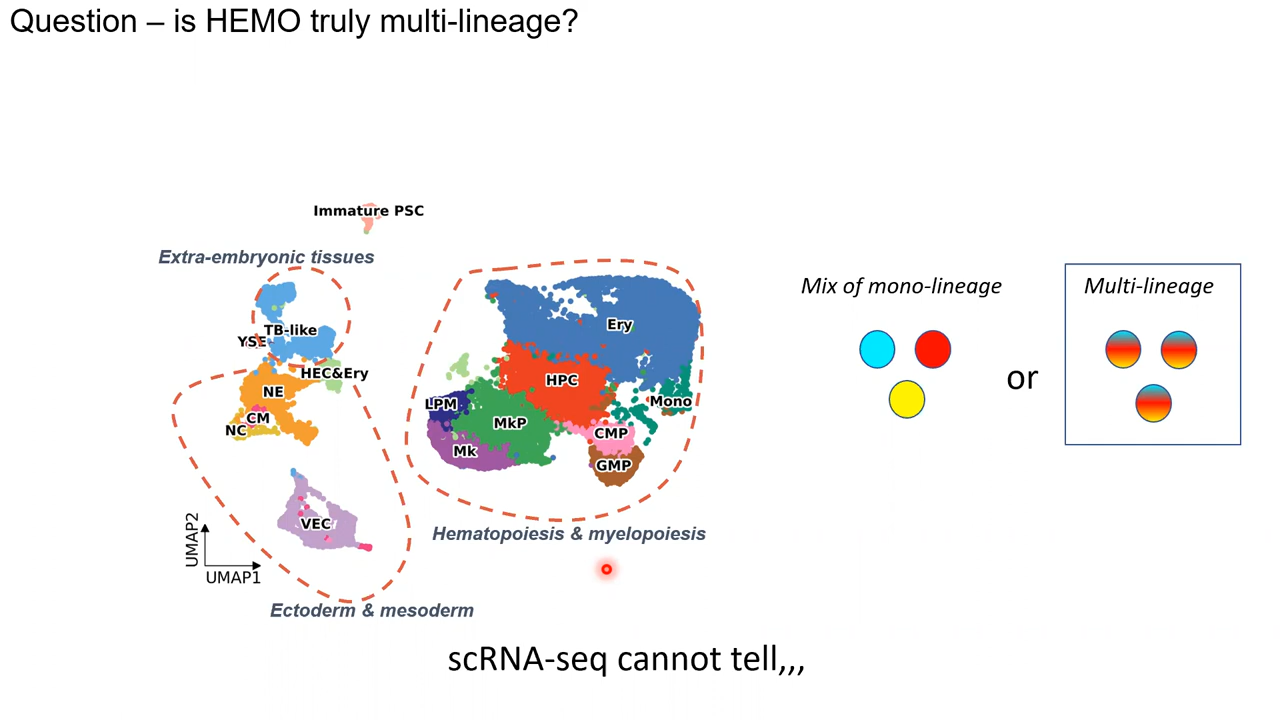 Question – is HEMO truly multi-lineage?
Immature PSC
Extra-embryonic tissues
TB-like
YSE
HEC&Ery
NE
CM
NC
VEC
UMAP2
UMAP1
Ectoderm & mesoderm
Ery
HPC
LPM
MkP
Mono
Mk
CMP
GMP
Hematopoiesis & myelopoiesis
Mix of mono-lineage
or
Multi-lineage
scRNA-seq cannot tell,,,